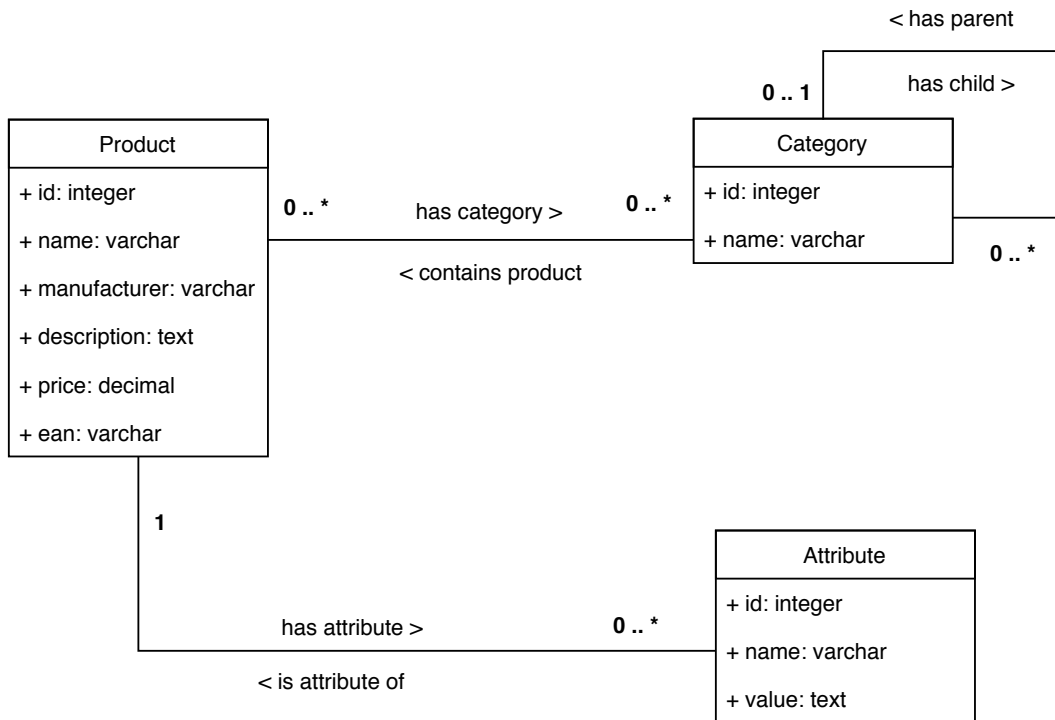 < has parent
has child >
0 .. 1
Product
+ id: integer
+ name: varchar
+ manufacturer: varchar
+ description: text
+ price: decimal
+ ean: varchar
0 .. *
has category >
0 .. *
< contains product
Category
+ id: integer
+ name: varchar
0 .. *
1
has attribute >
0 .. *
< is attribute of
Attribute
+ id: integer
+ name: varchar
+ value: text